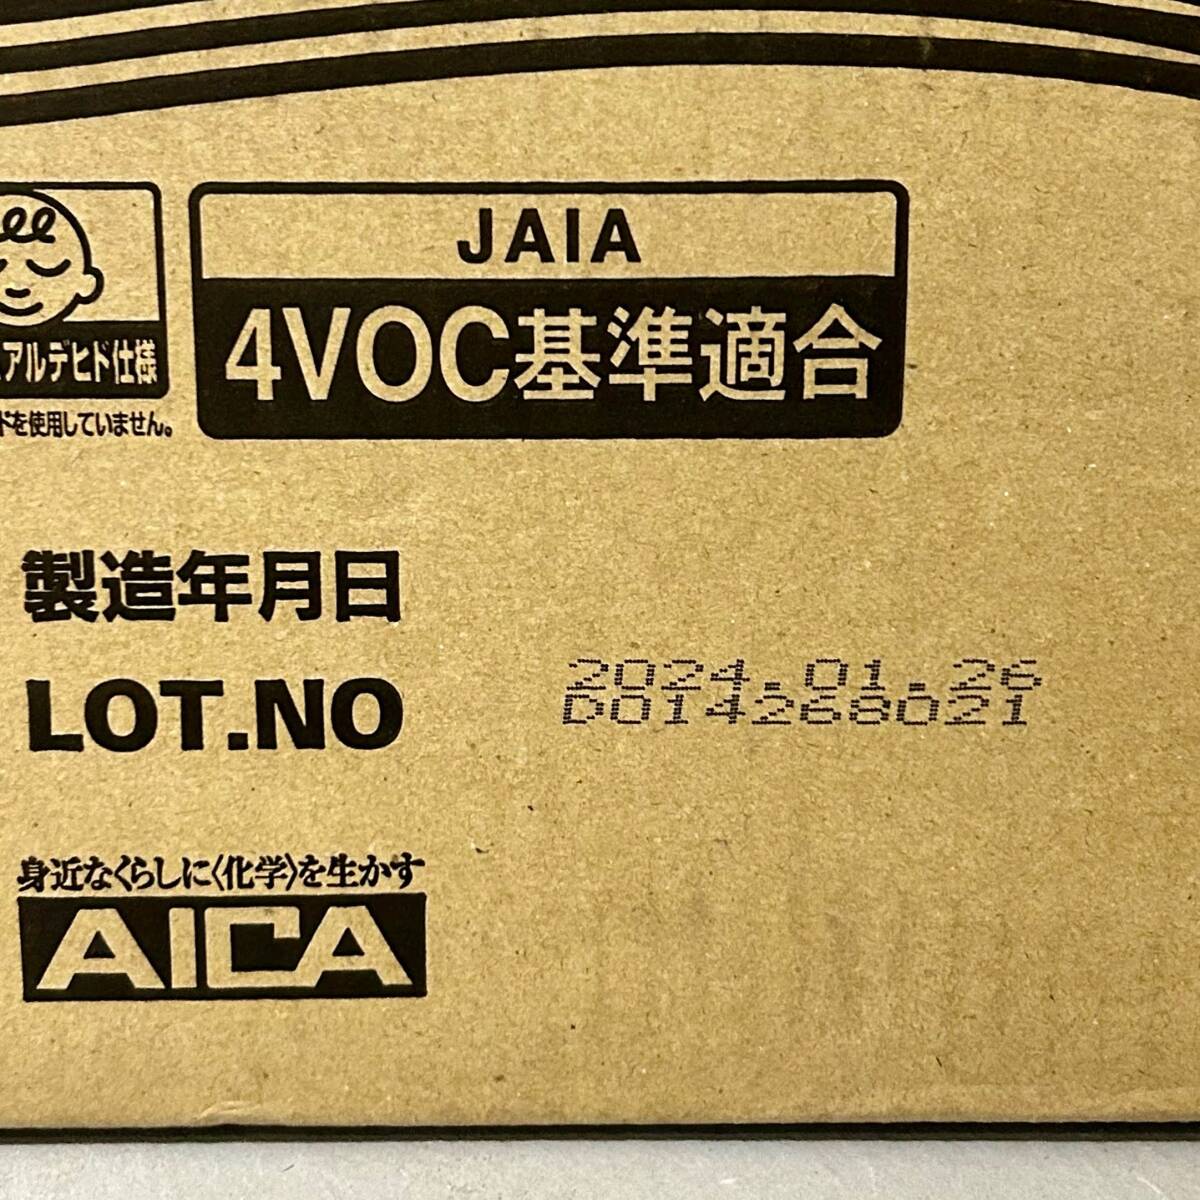 JAIA
4VOC基準適合
アルデヒド仕様
ドを使用していません。
製造年月日
LOT.NO
2024.01.26
D014268021
身近なくらしに〈化学〉を生かす
AICA